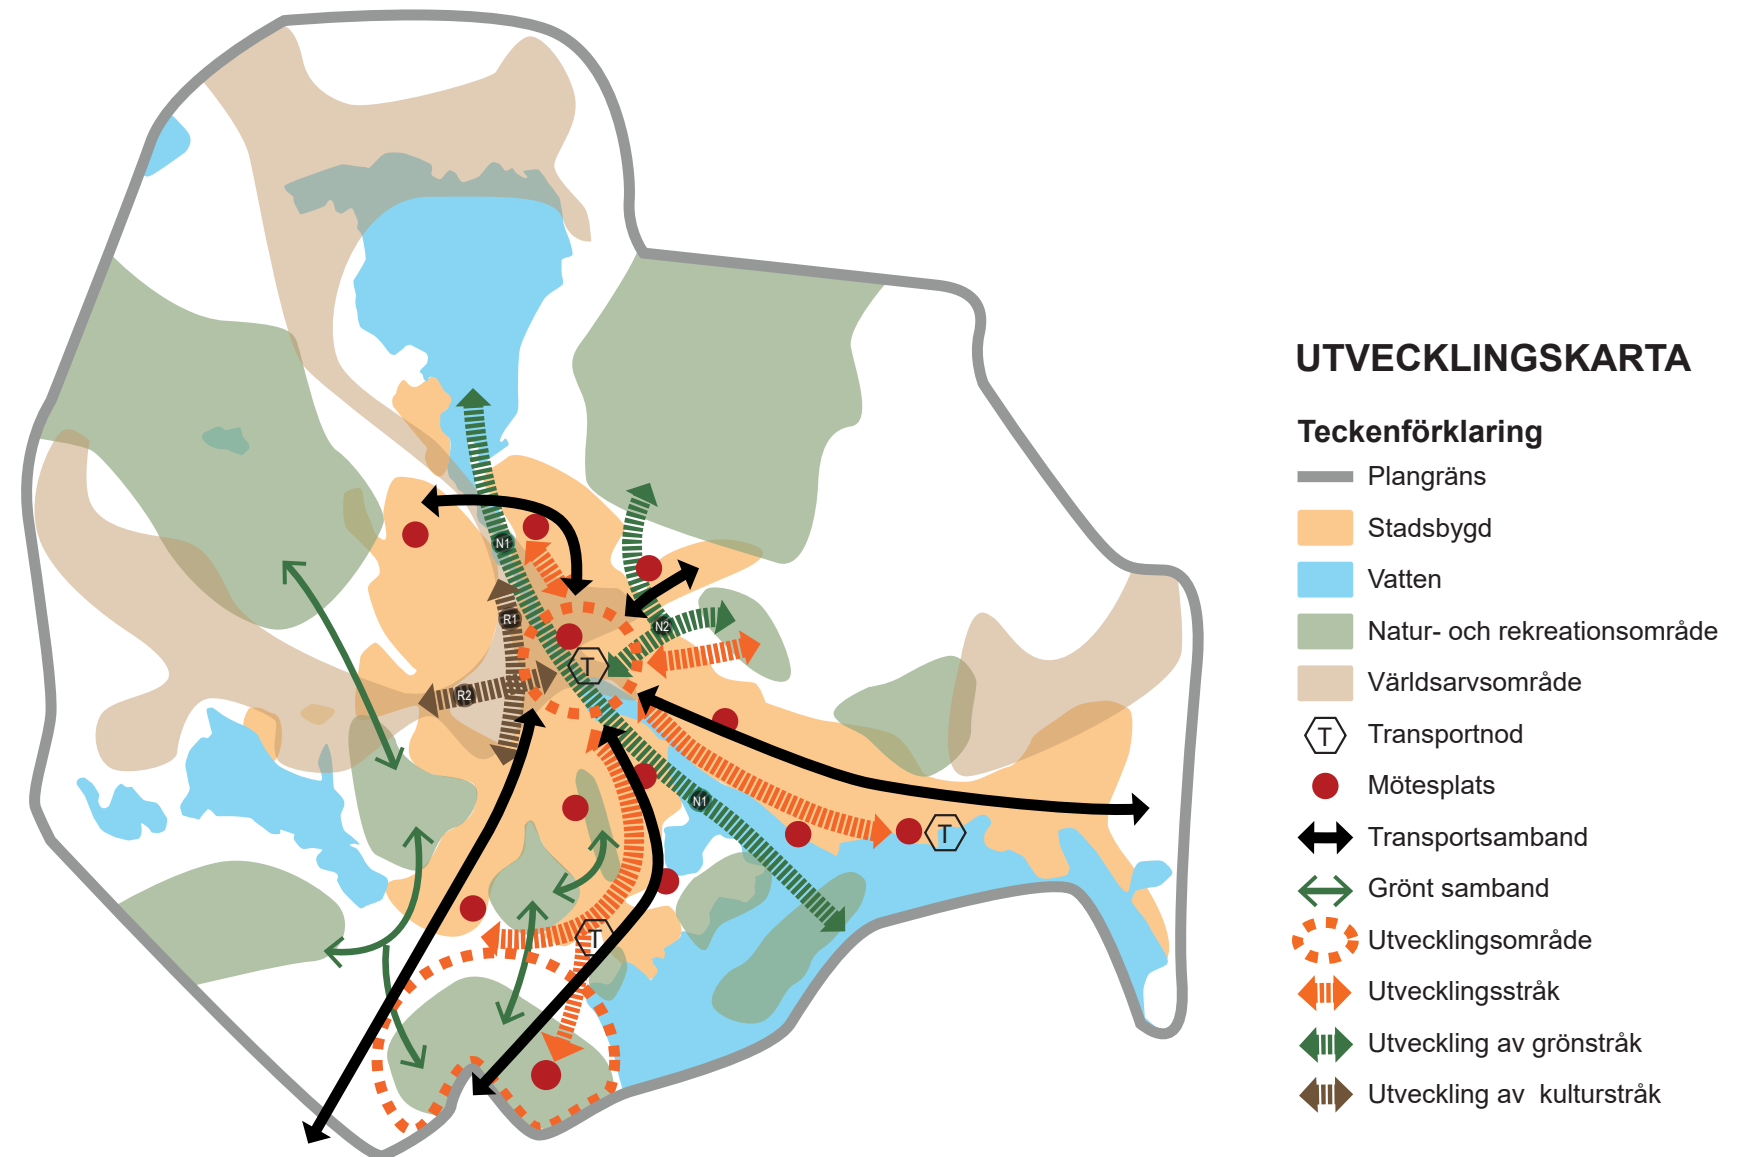 UTVECKLINGSKARTA
Teckenförklaring
Plangräns
Stadsbygd
Vatten
Natur- och rekreationsområde
Världsarvsområde
T Transportnod
Mötesplats
Transportsamband
Grönt samband
Utvecklingsområde
Utvecklingsstråk
Utveckling av grönstråk
Utveckling av kulturstråk
N1
R1
N2
T
R2
N1
T
T